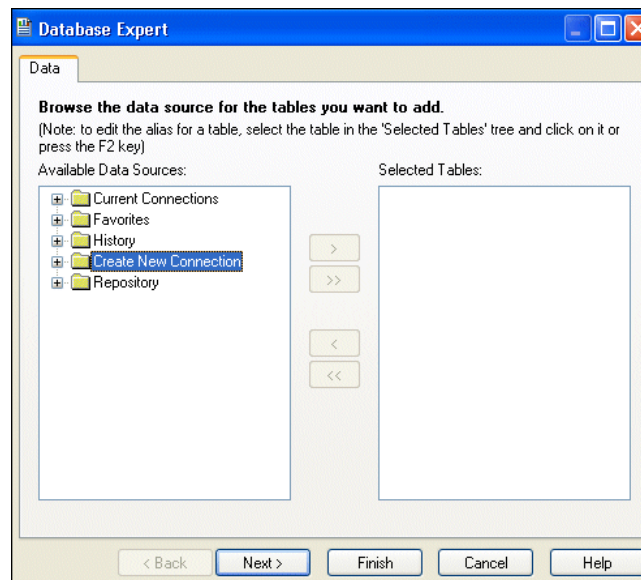 Database Expert
Data
Browse the data source for the tables you want to add.
(Note: to edit the alias for a table, select the table in the 'Selected Tables' tree and click on it or
press the F2 key)
Available Data Sources:
Selected Tables:
Current Connections
Favorites
History
Create New Connection
Repository
>
>>
<
<<
< Back
Next >
Finish
Cancel
Help